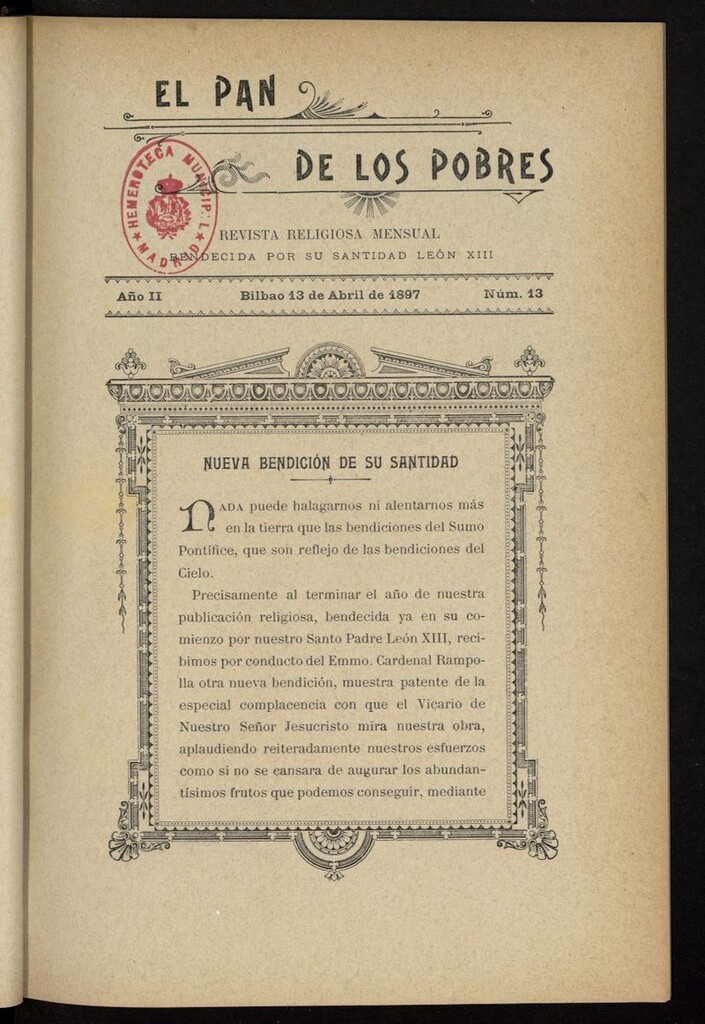 EL PAN
DE LOS POBRES
HEMEROTECA MUNICIPAL
MADRID
REVISTA RELIGIOSA MENSUAL
BENDECIDA POR SU SANTIDAD LEÓN XIII
Año II Bilbao 13 de Abril de 1897 Núm. 13
NUEVA BENDICIÓN DE SU SANTIDAD
NADA puede halagarnos ni alentarnos más
en la tierra que las bendiciones del Sumo
Pontífice, que son reflejo de las bendiciones del
Cielo.
Precisamente al terminar el año de nuestra
publicación religiosa, bendecida ya en su co-
mienzo por nuestro Santo Padre León XIII, reci-
bimos por conducto del Emmo. Cardenal Rampo-
lla otra nueva bendición, muestra patente de la
especial complacencia con que el Vicario de
Nuestro Señor Jesucristo mira nuestra obra,
aplaudiendo reiteradamente nuestros esfuerzos
como si no se cansara de augurar los abundan-
tísimos frutos que podemos conseguir, mediante